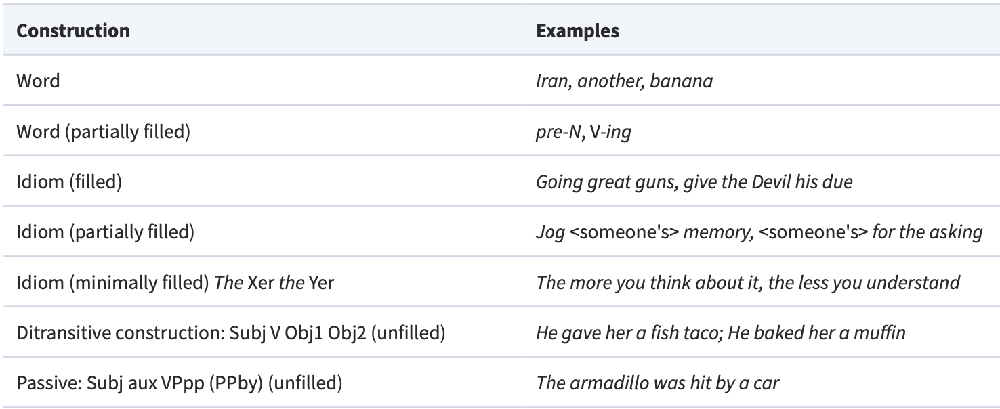 Construction Examples
Word Iran, another, banana
Word (partially filled) pre-N, V-ing
Idiom (filled) Going great guns, give the Devil his due
Idiom (partially filled) Jog <someone's> memory, <someone's> for the asking
Idiom (minimally filled) The Xer the Yer The more you think about it, the less you understand
Ditransitive construction: Subj V Obj1 Obj2 (unfilled) He gave her a fish taco; He baked her a muffin
Passive: Subj aux VPpp (PPby) (unfilled) The armadillo was hit by a car